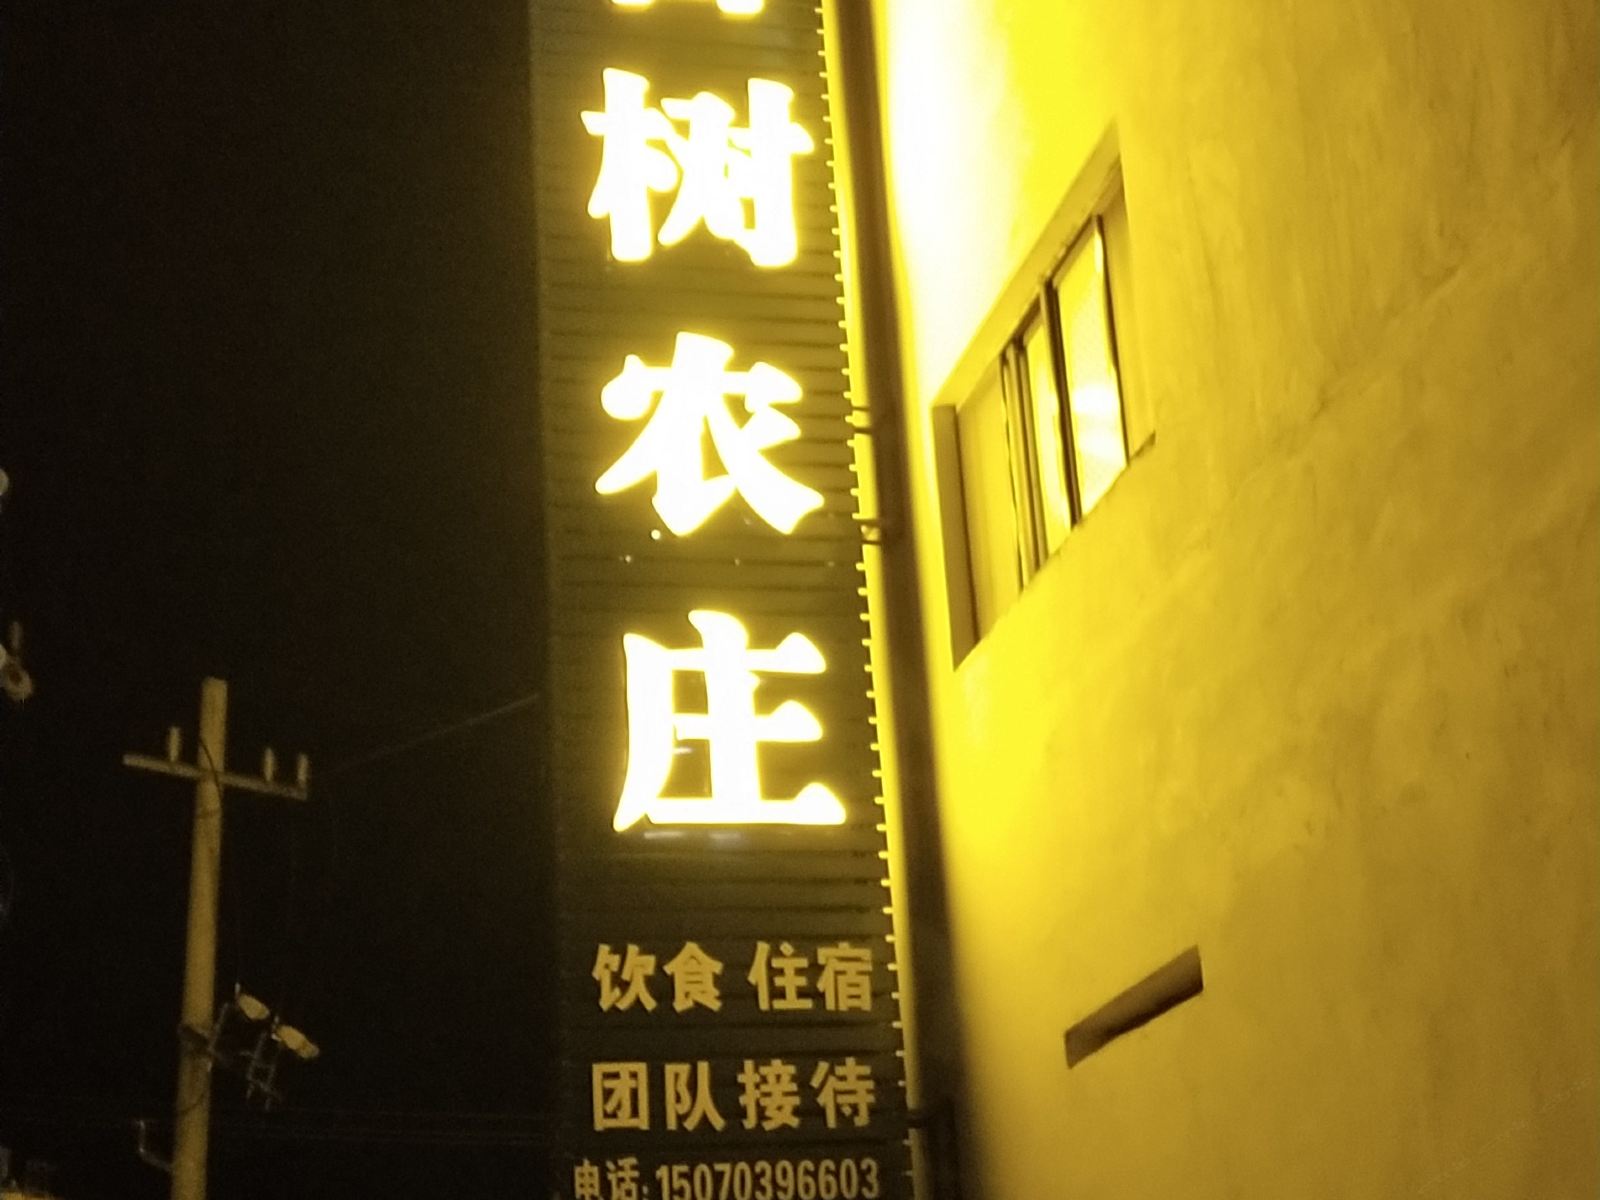 树
农
庄
饮食 住宿
团队接待
电话:15070396603